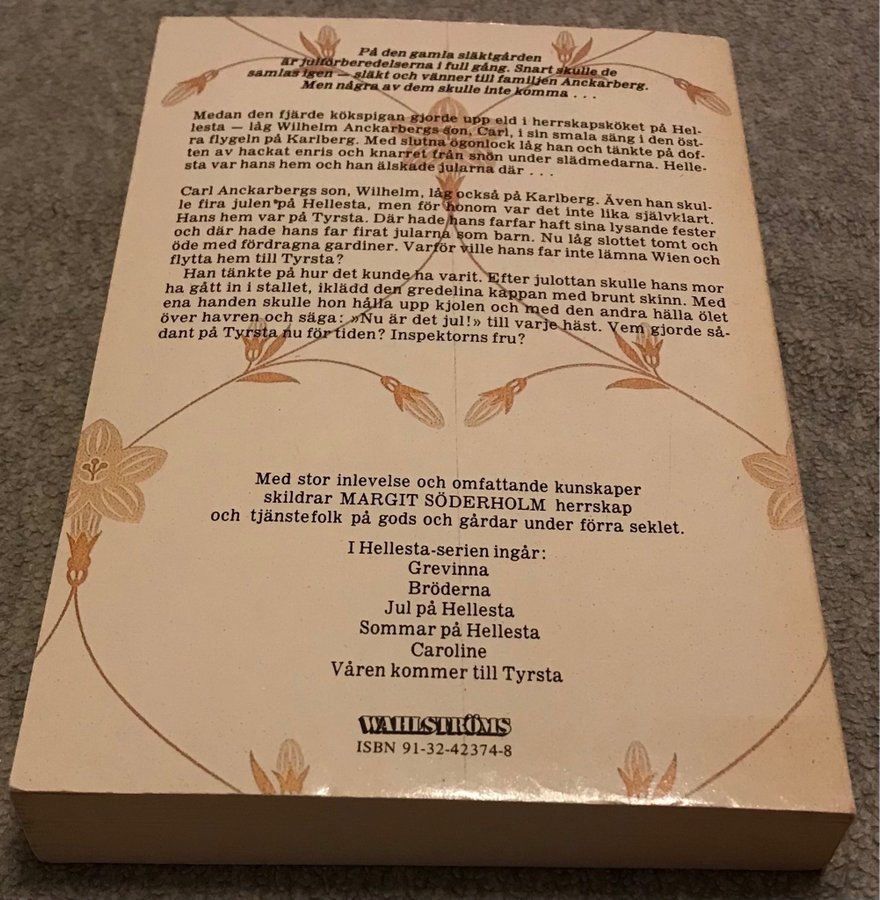 På den gamla släktgården
är julförberedelserna i full gång. Snart skulle de
samlas igen — släkt och vänner till familjen Anckarberg.
Men några av dem skulle inte komma . . .
Medan den fjärde kökspigan gjorde upp eld i herrskapsköket på Hel-
lesta — låg Wilhelm Anckarbergs son, Carl, i sin smala säng i den öst-
ra flygeln på Karlberg. Med slutna ögonlock låg han och tänkte på dof-
ten av hackat enris och knarret från snön under slädmedarna. Helle-
sta var hans hem och han älskade jularna där . . .
Carl Anckarbergs son, Wilhelm, låg också på Karlberg. Även han skul-
le fira julen på Hellesta, men för honom var det inte lika självklart.
Hans hem var på Tyrsta. Där hade hans farfar haft sina lysande fester
och där hade hans far firat jularna som barn. Nu låg slottet tomt och
öde med fördragna gardiner. Varför ville hans far inte lämna Wien och
flytta hem till Tyrsta?
Han tänkte på hur det kunde ha varit. Efter julottan skulle hans mor
ha gått in i stallet, iklädd den gredelina kappan med brunt skinn. Med
ena handen skulle hon hålla upp kjolen och med den andra hälla ölet
över havren och säga: »Nu är det jul!» till varje häst. Vem gjorde så-
dant på Tyrsta nu för tiden? Inspektorns fru?
Med stor inlevelse och omfattande kunskaper
skildrar MARGIT SÖDERHOLM herrskap
och tjänstefolk på gods och gårdar under förra seklet.
I Hellesta-serien ingår:
Grevinna
Bröderna
Jul på Hellesta
Sommar på Hellesta
Caroline
Våren kommer till Tyrsta
WAHLSTRÖMS
ISBN 91-32-42374-8